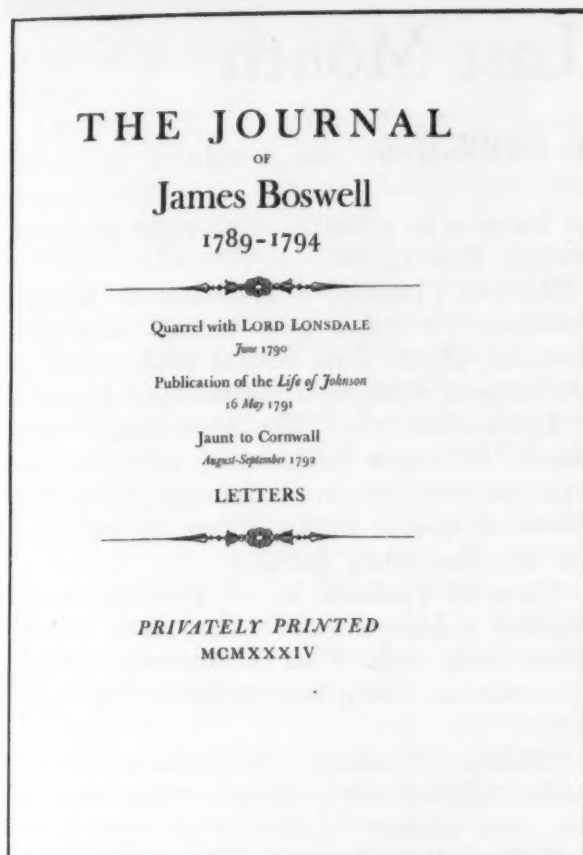 THE JOURNAL
OF
James Boswell
1789-1794
Quarrel with LORD LONSDALE
June 1790
Publication of the Life of Johnson
16 May 1791
Jaunt to Cornwall
August-September 1792
LETTERS
PRIVATELY PRINTED
MCMXXXIV